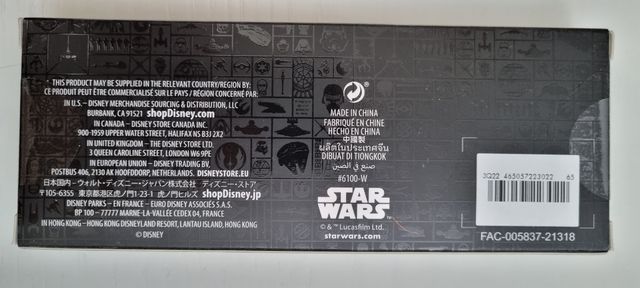 THIS PRODUCT MAY BE SUPPLIED IN THE RELEVANT COUNTRY/REGION BY:
CE PRODUIT PEUT ÊTRE COMMERCIALISÉ SUR LE PAYS / RÉGION PAR:
IN U.S. - DISNEY MERCHANDISE SOURCING & DISTRIBUTION, LLC
BURBANK, CA 91521 shopDisney.com
IN CANADA - DISNEY STORE CANADA INC.
900-1959 UPPER WATER STREET, HALIFAX NS B3J 2X2
IN UNITED KINGDOM - THE DISNEY STORE LTD.
3 QUEEN CAROLINE STREET, LONDON W6 9PE
IN EUROPEAN UNION - DISNEY TRADING BV,
POSTBUS 406, 2130 AK HOOFDDORP, NETHERLANDS. DISNEYSTORE.EU
日本国内 - ウォルト・ディズニー・ジャパン株式会社 ディズニー・ストア
〒105-6355 東京都港区虎ノ門1-23-1 虎ノ門ヒルズ shopDisney.jp
DISNEY PARKS - EN FRANCE - EURO DISNEY ASSOCIÉS S.A.S.
BP 100 - 77777 MARNE-LA-VALLÉE CEDEX 04, FRANCE
IN HONG KONG - HONG KONG DISNEYLAND RESORT, LANTAU ISLAND, HONG KONG
© DISNEY
MADE IN CHINA
FABRIQUÉ EN CHINE
HECHO EN CHINA
中國製
ผลิตในประเทศจีน
DIBUAT DI TIONGKOK
صنع في الصين
#6100-W
STAR
WARS
© & ™ Lucasfilm Ltd.
starwars.com
3Q22 465057223022 65
FAC-005837-21318